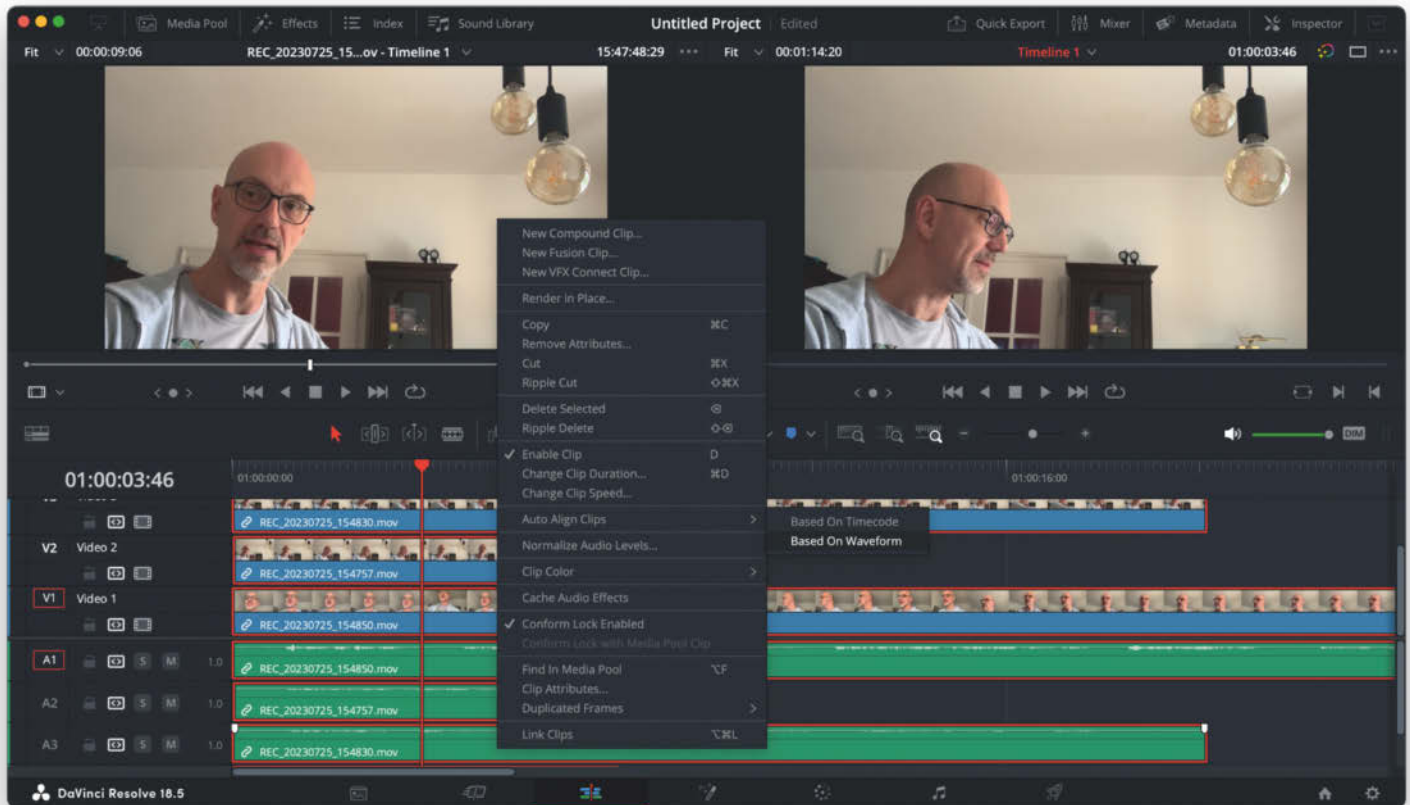 Media Pool Effects Index Sound Library Untitled Project Edited Quick Export Mixer Metadata Inspector
Fit 00:00:09:06 REC_20230725_15...ov - Timeline 1 15:47:48:29 Fit 00:01:14:20 Timeline 1 01:00:03:46
New Compound Clip...
New Fusion Clip...
New VFX Connect Clip...
Render in Place...
Copy ⌘C
Remove Attributes...
Cut ⌘X
Ripple Cut ⇧⌘X
Delete Selected ⌫
Ripple Delete ⇧⌫
Enable Clip D
Change Clip Duration... ⌘D
Change Clip Speed...
Auto Align Clips
Based On Timecode
Based On Waveform
Normalize Audio Levels...
Clip Color
Cache Audio Effects
Conform Lock Enabled
Conform Lock with Media Pool Clip
Find In Media Pool ⌥F
Clip Attributes...
Duplicated Frames
Link Clips ⌥⌘L
DIM
01:00:03:46 01:00:00:00 01:00:16:00
REC_20230725_154830.mov
V2 Video 2
REC_20230725_154757.mov
V1 Video 1
REC_20230725_154850.mov
A1 S M 1.0
REC_20230725_154850.mov
A2 S M 1.0
REC_20230725_154757.mov
A3 S M 1.0
REC_20230725_154830.mov
DaVinci Resolve 18.5